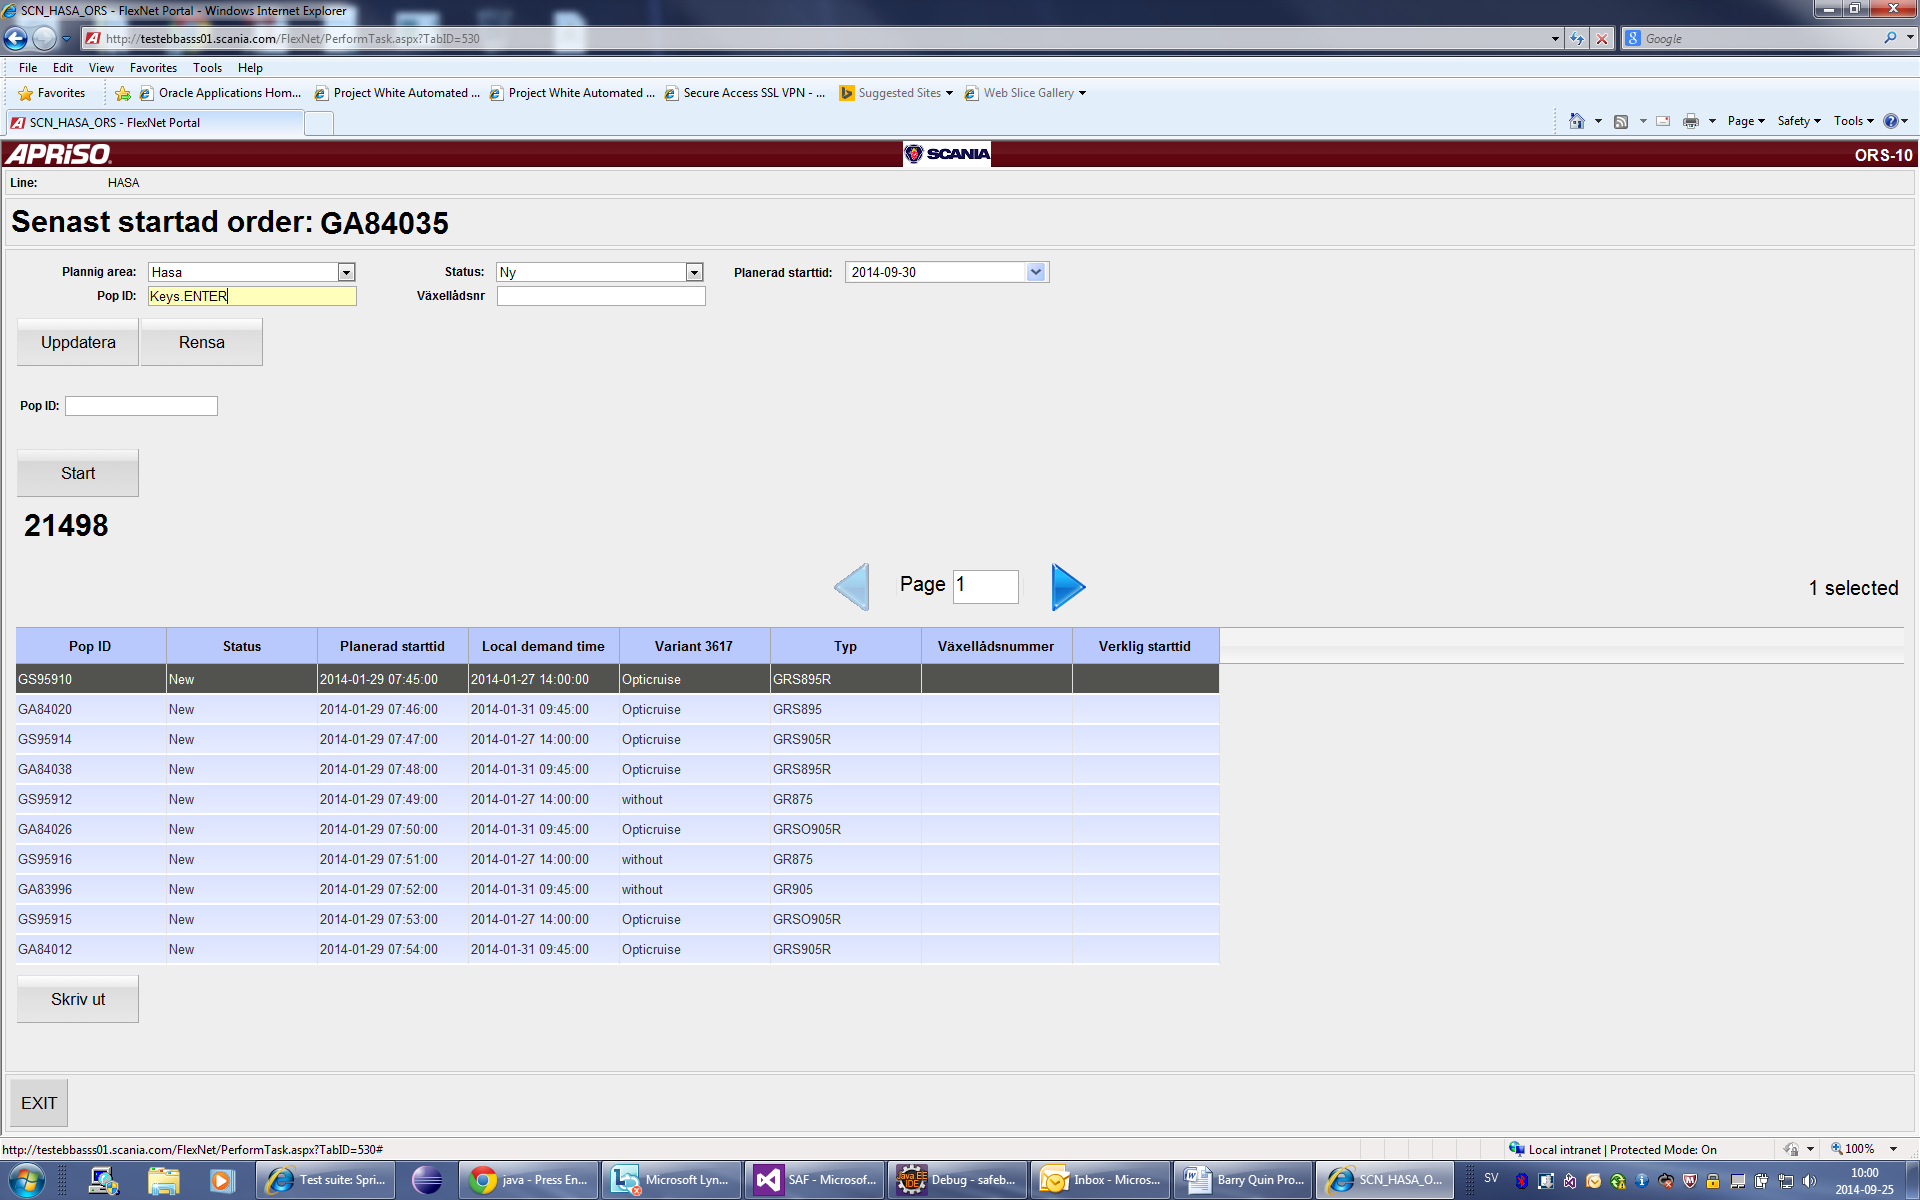 SCN_HASA_ORS - FlexNet Portal - Windows Internet Explorer
http://testebbasss01.scania.com/FlexNet/PerformTask.aspx?TabID=530
Google
File Edit View Favorites Tools Help
Favorites Oracle Applications Hom... Project White Automated ... Project White Automated ... Secure Access SSL VPN - ... Suggested Sites Web Slice Gallery
SCN_HASA_ORS - FlexNet Portal
Page Safety Tools
APRISO SCANIA ORS-10
Line: HASA
Senast startad order: GA84035
Plannig area: Hasa Status: Ny Planerad starttid: 2014-09-30
Pop ID: Keys.ENTER Växellådsnr
Uppdatera Rensa
Pop ID:
Start
21498
Page 1 1 selected
Pop ID Status Planerad starttid Local demand time Variant 3617 Typ Växellådsnummer Verklig starttid
GS95910 New 2014-01-29 07:45:00 2014-01-27 14:00:00 Opticruise GRS895R
GA84020 New 2014-01-29 07:46:00 2014-01-31 09:45:00 Opticruise GRS895
GS95914 New 2014-01-29 07:47:00 2014-01-27 14:00:00 Opticruise GRS905R
GA84038 New 2014-01-29 07:48:00 2014-01-31 09:45:00 Opticruise GRS895R
GS95912 New 2014-01-29 07:49:00 2014-01-27 14:00:00 without GR875
GA84026 New 2014-01-29 07:50:00 2014-01-31 09:45:00 Opticruise GRSO905R
GS95916 New 2014-01-29 07:51:00 2014-01-27 14:00:00 without GR875
GA83996 New 2014-01-29 07:52:00 2014-01-31 09:45:00 without GR905
GS95915 New 2014-01-29 07:53:00 2014-01-27 14:00:00 Opticruise GRSO905R
GA84012 New 2014-01-29 07:54:00 2014-01-31 09:45:00 Opticruise GRS905R
Skriv ut
EXIT
http://testebbasss01.scania.com/FlexNet/PerformTask.aspx?TabID=530# Local intranet | Protected Mode: On 100%
Test suite: Spri... java - Press En... Microsoft Lyn... SAF - Microsof... Debug - safeb... Inbox - Micros... Barry Quin Pro... SCN_HASA_O... SV 10:00
2014-09-25